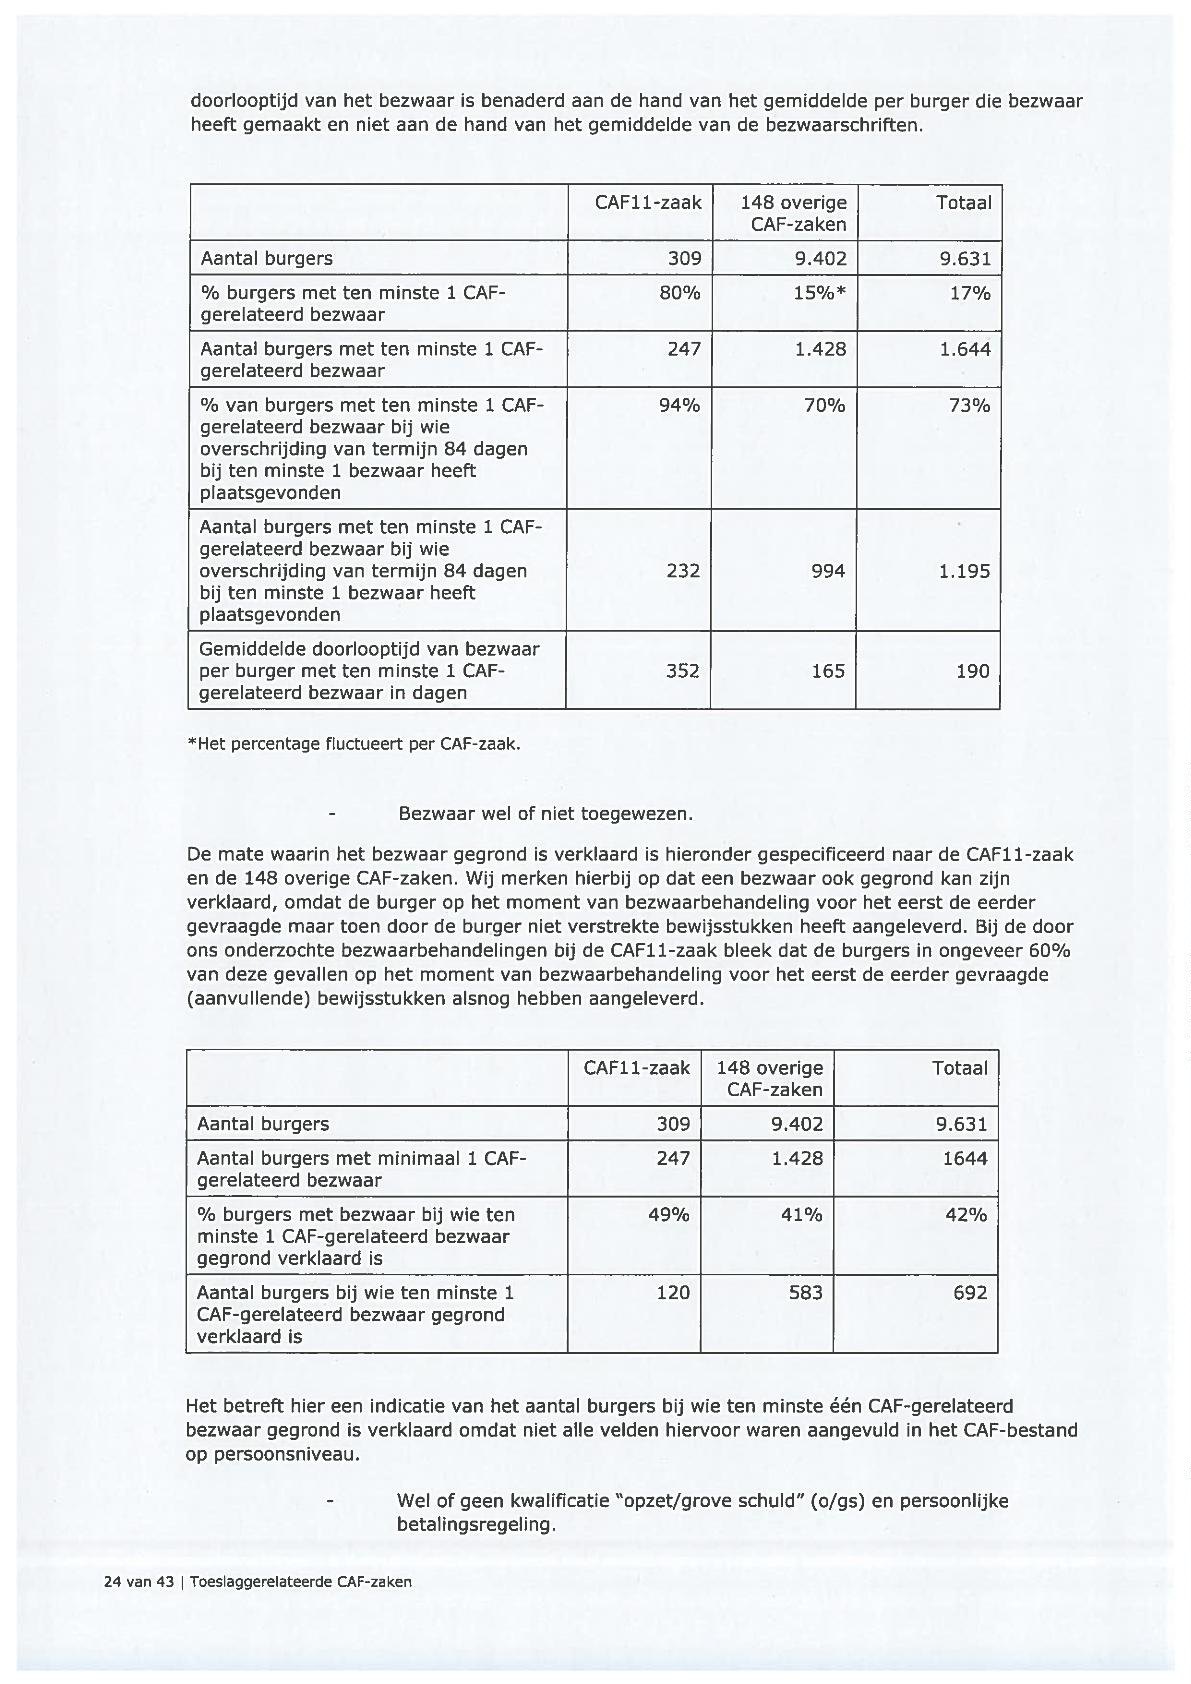 doorlooptijd van het bezwaar is benaderd aan de hand van het gemiddelde per burger die bezwaar
heeft gemaakt en niet aan de hand van het gemiddelde van de bezwaarschriften.
CAF11-zaak 148 overige Totaal
CAF-zaken
Aantal burgers 309 9.402 9.631
% burgers met ten minste 1 CAF- 80% 15%* 17%
gerelateerd bezwaar
Aantal burgers met ten minste 1 CAF- 247 1.428 1.644
gerelateerd bezwaar
% van burgers met ten minste 1 CAF- 94% 70% 73%
gerelateerd bezwaar bij wie
overschrijding van termijn 84 dagen
bij ten minste 1 bezwaar heeft
plaatsgevonden
Aantal burgers met ten minste 1 CAF-
gerelateerd bezwaar bij wie
overschrijding van termijn 84 dagen 232 994 1.195
bij ten minste 1 bezwaar heeft
plaatsgevonden
Gemiddelde doorlooptijd van bezwaar
per burger met ten minste 1 CAF- 352 165 190
gerelateerd bezwaar in dagen
*Het percentage fluctueert per CAF-zaak.
- Bezwaar wel of niet toegewezen.
De mate waarin het bezwaar gegrond is verklaard is hieronder gespecificeerd naar de CAF11-zaak
en de 148 overige CAF-zaken. Wij merken hierbij op dat een bezwaar ook gegrond kan zijn
verklaard, omdat de burger op het moment van bezwaarbehandeling voor het eerst de eerder
gevraagde maar toen door de burger niet verstrekte bewijsstukken heeft aangeleverd. Bij de door
ons onderzochte bezwaarbehandelingen bij de CAF11-zaak bleek dat de burgers in ongeveer 60%
van deze gevallen op het moment van bezwaarbehandeling voor het eerst de eerder gevraagde
(aanvullende) bewijsstukken alsnog hebben aangeleverd.
CAF11-zaak 148 overige Totaal
CAF-zaken
Aantal burgers 309 9.402 9.631
Aantal burgers met minimaal 1 CAF- 247 1.428 1644
gerelateerd bezwaar
% burgers met bezwaar bij wie ten 49% 41% 42%
minste 1 CAF-gerelateerd bezwaar
gegrond verklaard is
Aantal burgers bij wie ten minste 1 120 583 692
CAF-gerelateerd bezwaar gegrond
verklaard is
Het betreft hier een indicatie van het aantal burgers bij wie ten minste één CAF-gerelateerd
bezwaar gegrond is verklaard omdat niet alle velden hiervoor waren aangevuld in het CAF-bestand
op persoonsniveau.
- Wel of geen kwalificatie "opzet/grove schuld" (o/gs) en persoonlijke
betalingsregeling.
24 van 43 | Toeslaggerelateerde CAF-zaken